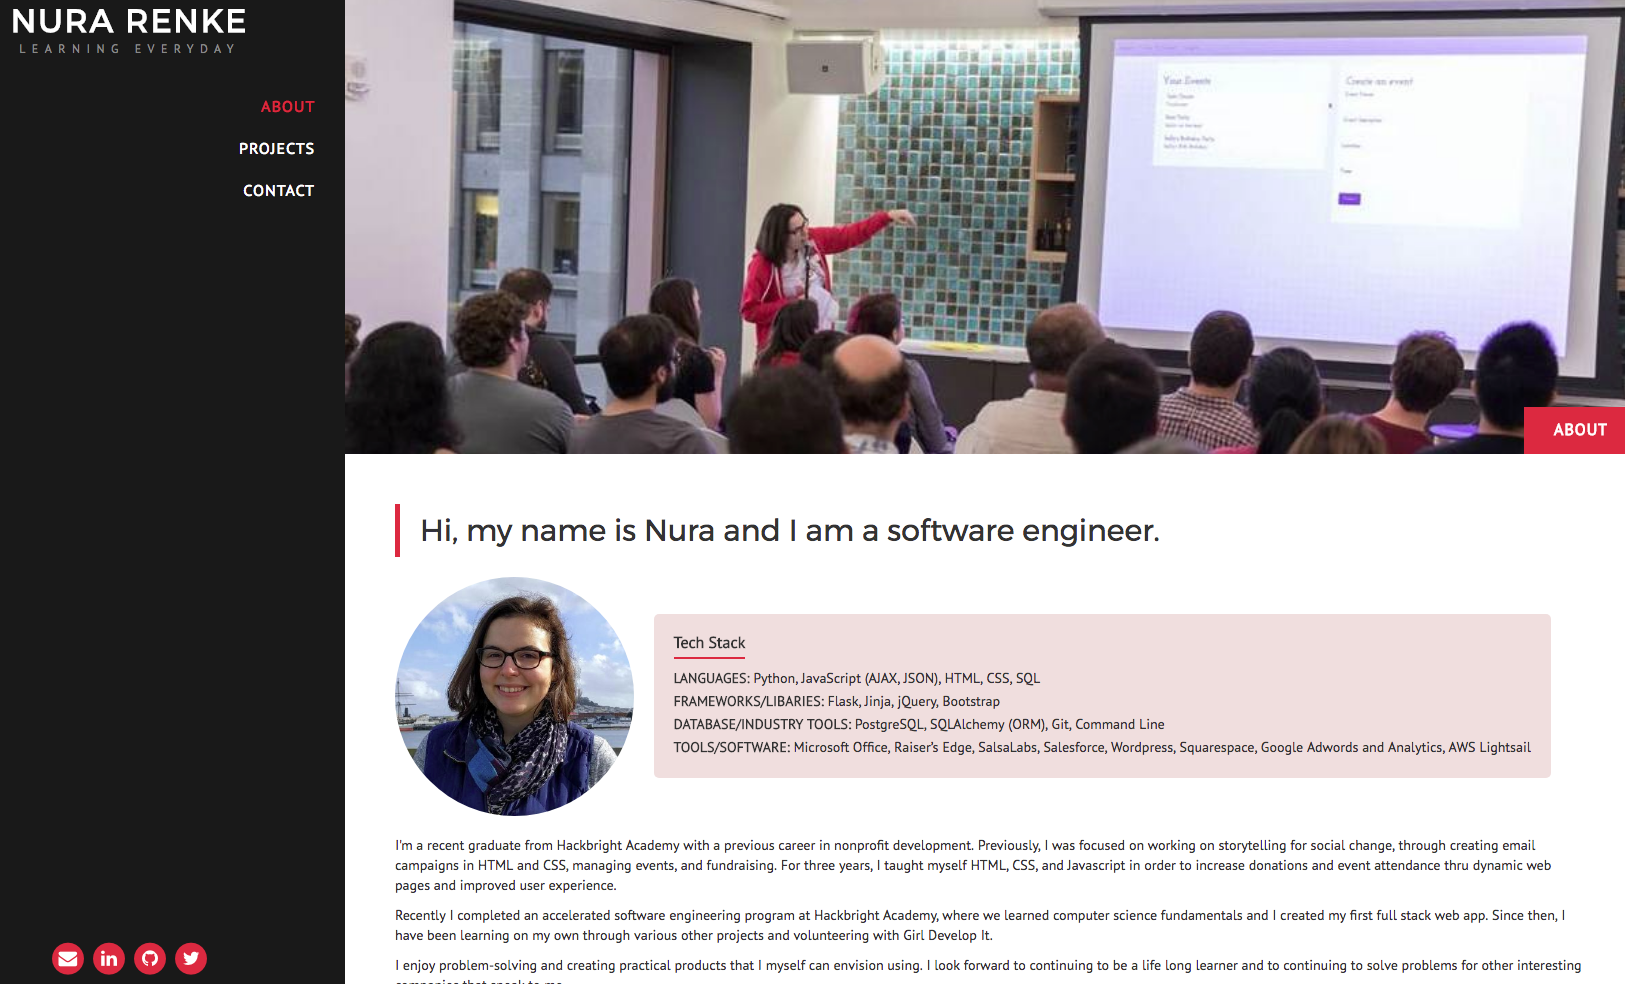 NURA RENKE
LEARNING EVERYDAY
ABOUT
PROJECTS
CONTACT
Your Events
Create an event
ABOUT
Hi, my name is Nura and I am a software engineer.
Tech Stack
LANGUAGES: Python, JavaScript (AJAX, JSON), HTML, CSS, SQL
FRAMEWORKS/LIBARIES: Flask, Jinja, jQuery, Bootstrap
DATABASE/INDUSTRY TOOLS: PostgreSQL, SQLAlchemy (ORM), Git, Command Line
TOOLS/SOFTWARE: Microsoft Office, Raiser's Edge, SalsaLabs, Salesforce, Wordpress, Squarespace, Google Adwords and Analytics, AWS Lightsail
I'm a recent graduate from Hackbright Academy with a previous career in nonprofit development. Previously, I was focused on working on storytelling for social change, through creating email
campaigns in HTML and CSS, managing events, and fundraising. For three years, I taught myself HTML, CSS, and Javascript in order to increase donations and event attendance thru dynamic web
pages and improved user experience.
Recently I completed an accelerated software engineering program at Hackbright Academy, where we learned computer science fundamentals and I created my first full stack web app. Since then, I
have been learning on my own through various other projects and volunteering with Girl Develop It.
I enjoy problem-solving and creating practical products that I myself can envision using. I look forward to continuing to be a life long learner and to continuing to solve problems for other interesting